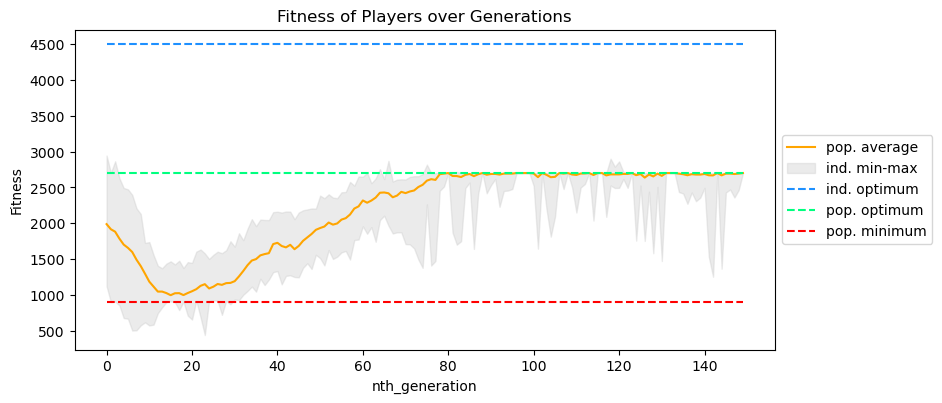 Fitness of Players over Generations
Fitness
4500
4000
3500
3000
2500
2000
1500
1000
500
0
20
40
60
80
100
120
140
nth_generation
pop. average
ind. min-max
ind. optimum
pop. optimum
pop. minimum